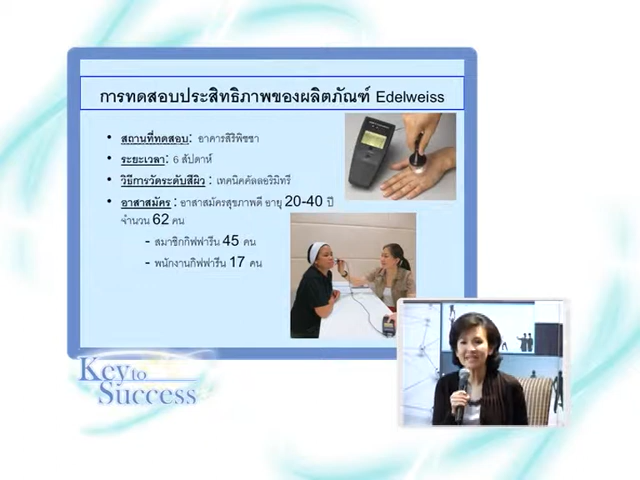 การทดสอบประสิทธิภาพของผลิตภัณฑ์ Edelweiss
• สถานที่ทดสอบ: อาคารสิริพิชชา
• ระยะเวลา: 6 สัปดาห์
• วิธีการวัดระดับสีผิว : เทคนิคคัลลอริมิทรี
• อาสาสมัคร : อาสาสมัครสุขภาพดี อายุ 20-40 ปี
จำนวน 62 คน
- สมาชิกกิฟฟารีน 45 คน
- พนักงานกิฟฟารีน 17 คน
Key to
Success